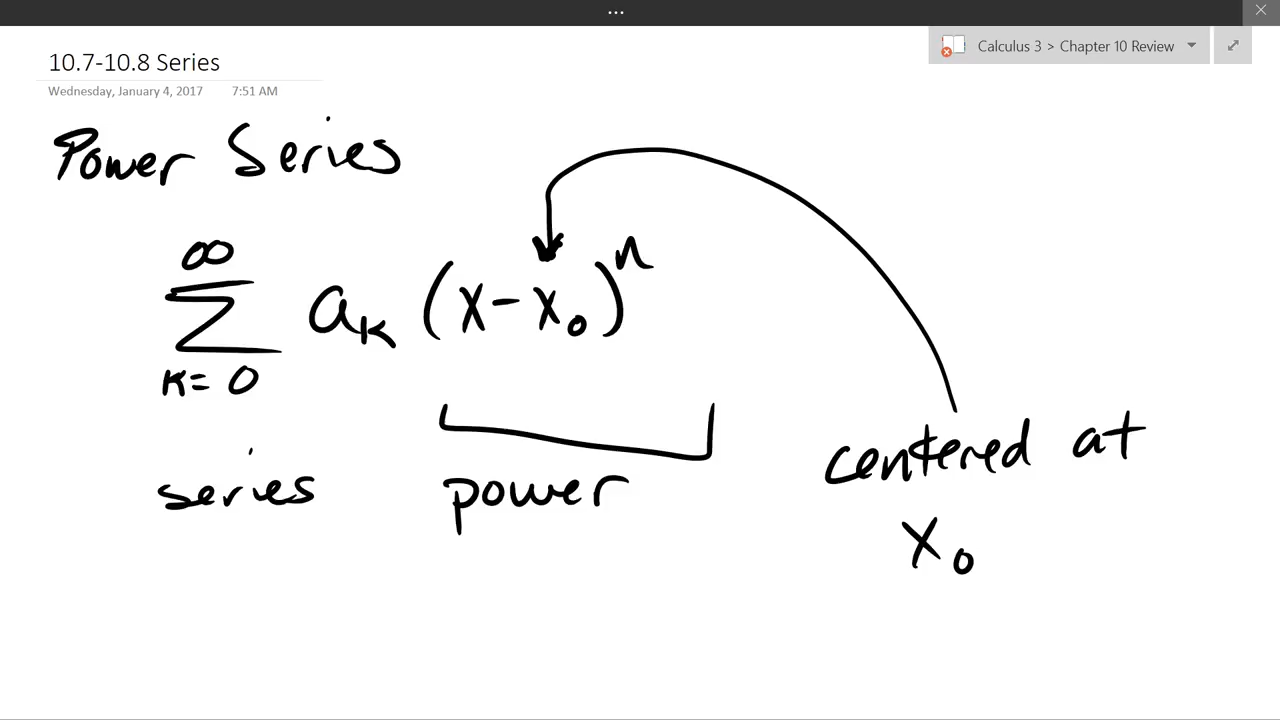 ...
Calculus 3 > Chapter 10 Review
10.7-10.8 Series
Wednesday, January 4, 2017 7:51 AM
Power Series
∞
∑ aₖ (x-x₀)ⁿ
k=0
series power
centered at
x₀